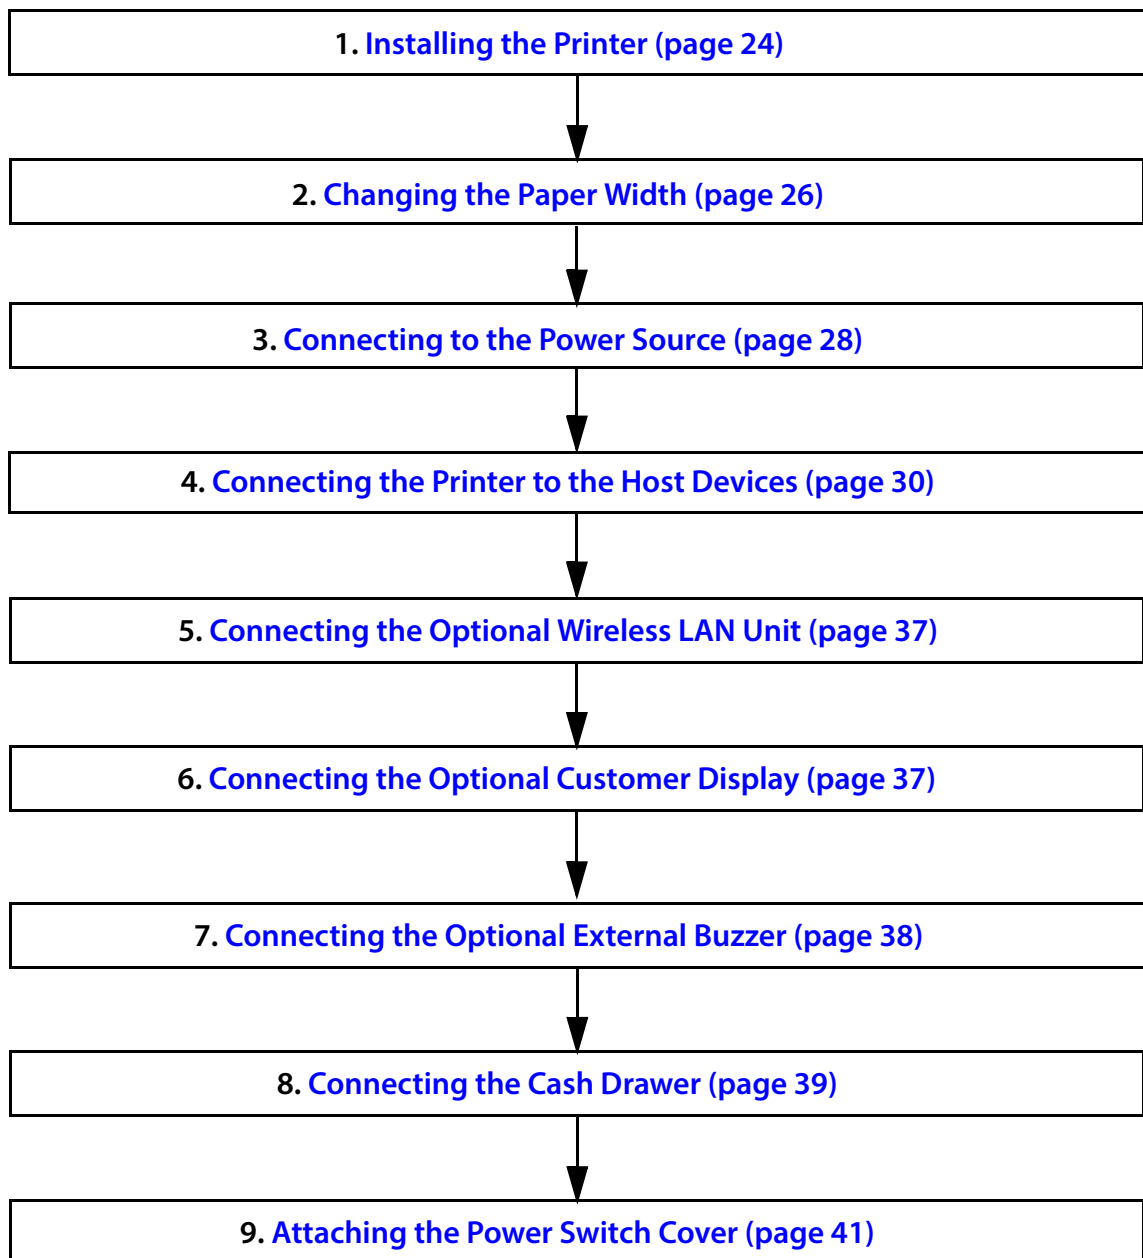 1. Installing the Printer (page 24)
2. Changing the Paper Width (page 26)
3. Connecting to the Power Source (page 28)
4. Connecting the Printer to the Host Devices (page 30)
5. Connecting the Optional Wireless LAN Unit (page 37)
6. Connecting the Optional Customer Display (page 37)
7. Connecting the Optional External Buzzer (page 38)
8. Connecting the Cash Drawer (page 39)
9. Attaching the Power Switch Cover (page 41)